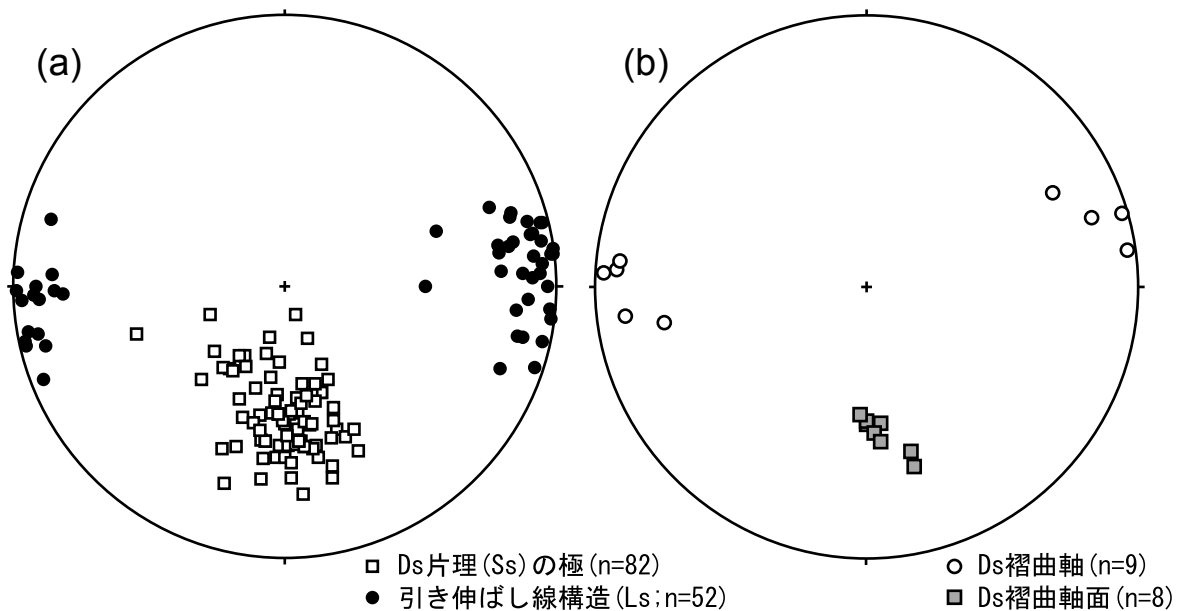 (a)
(b)
Ds片理(Ss)の極(n=82)
引き伸ばし線構造(Ls;n=52)
Ds褶曲軸(n=9)
Ds褶曲軸面(n=8)